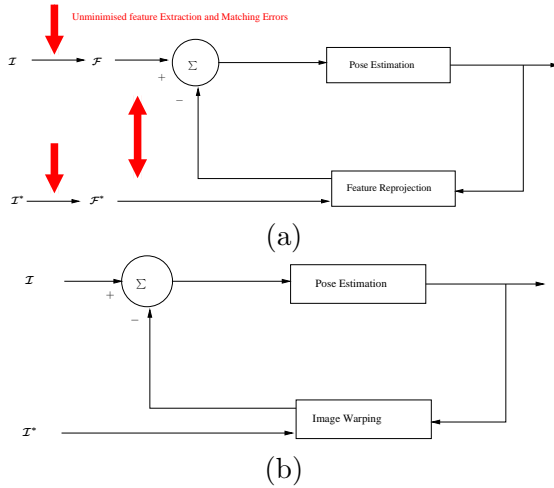 Unminimised feature Extraction and Matching Errors
I F Σ Pose Estimation
+
−
I* F* Feature Reprojection
(a)
I Σ Pose Estimation
+
−
I* Image Warping
(b)